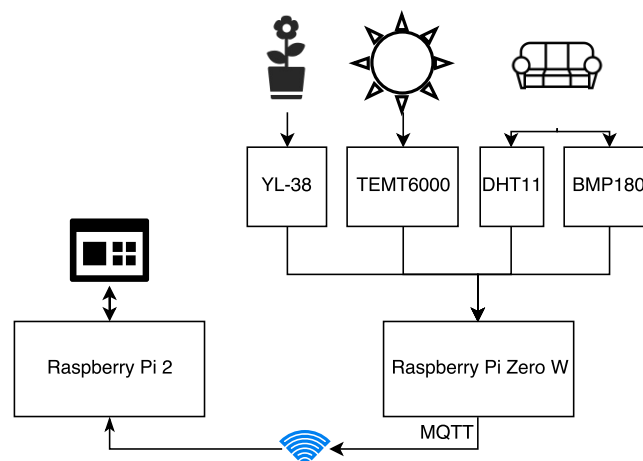 YL-38
TEMT6000
DHT11
BMP180
Raspberry Pi 2
Raspberry Pi Zero W
MQTT